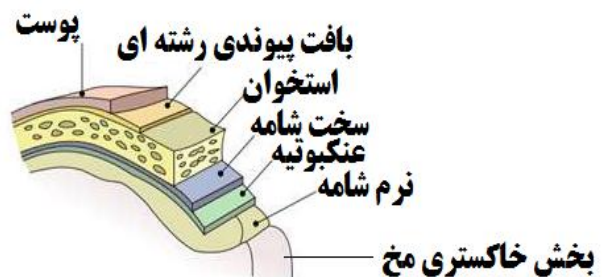 پوست
بافت پیوندی رشته ای
استخوان
سخت شامه
عنکبوتیه
نرم شامه
بخش خاکستری مخ